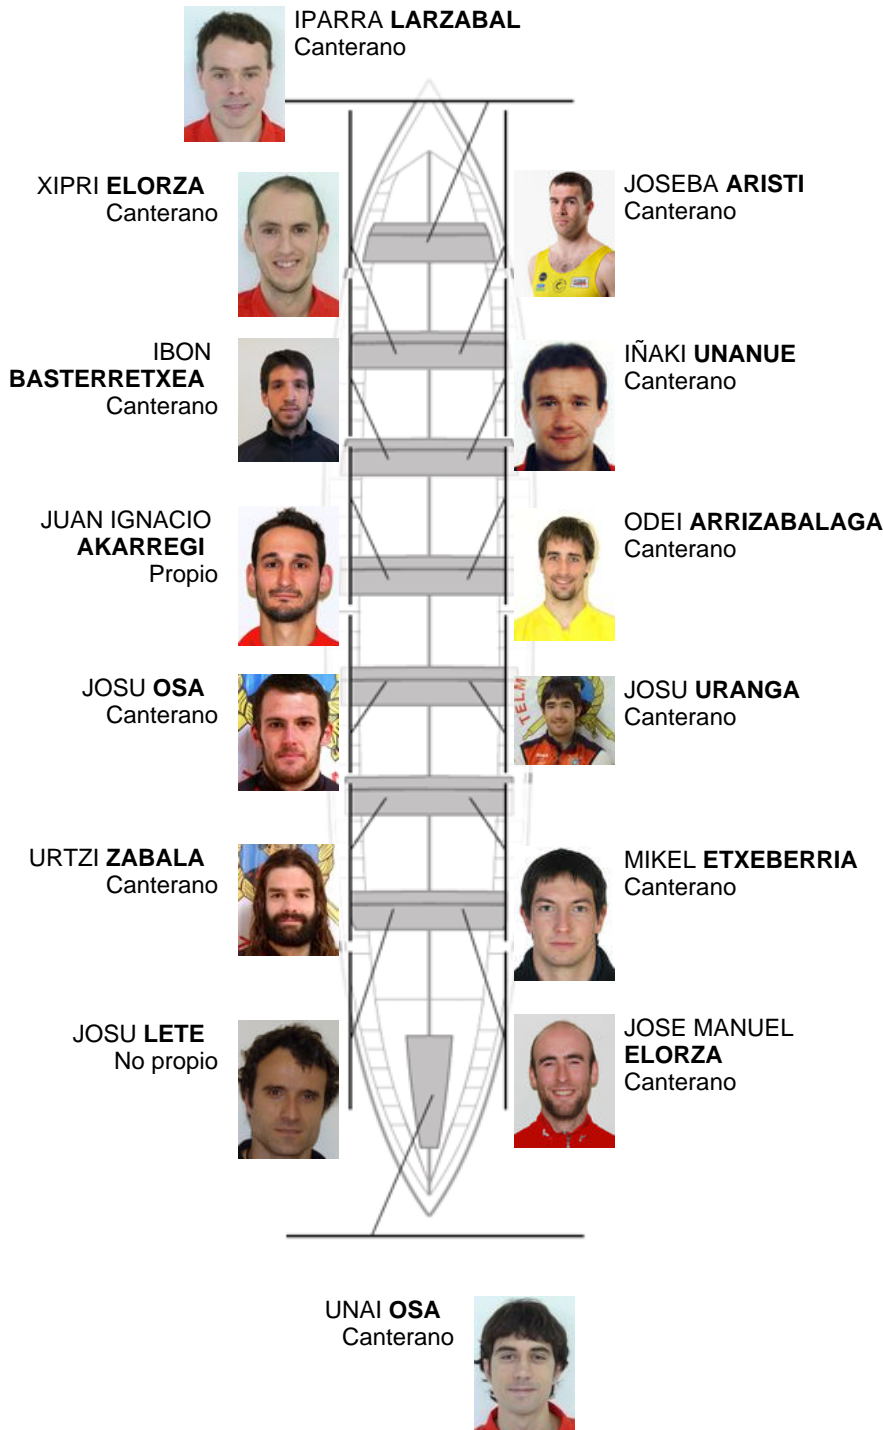 IPARRA LARZABAL
Canterano
XIPRI ELORZA
Canterano
JOSEBA ARISTI
Canterano
IBON
BASTERRETXEA
Canterano
IÑAKI UNANUE
Canterano
JUAN IGNACIO
AKARREGI
Propio
ODEI ARRIZABALAGA
Canterano
JOSU OSA
Canterano
JOSU URANGA
Canterano
TELM
URTZI ZABALA
Canterano
MIKEL ETXEBERRIA
Canterano
JOSU LETE
No propio
JOSE MANUEL
ELORZA
Canterano
UNAI OSA
Canterano